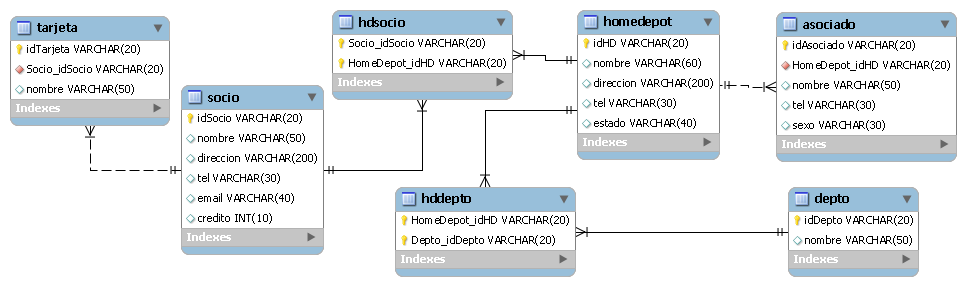 tarjeta
idTarjeta VARCHAR(20)
Socio_idSocio VARCHAR(20)
nombre VARCHAR(50)
Indexes
socio
idSocio VARCHAR(20)
nombre VARCHAR(50)
direccion VARCHAR(200)
tel VARCHAR(30)
email VARCHAR(40)
credito INT(10)
Indexes
hdsocio
Socio_idSocio VARCHAR(20)
HomeDepot_idHD VARCHAR(20)
Indexes
homedepot
idHD VARCHAR(20)
nombre VARCHAR(60)
direccion VARCHAR(200)
tel VARCHAR(30)
estado VARCHAR(40)
Indexes
asociado
idAsociado VARCHAR(20)
HomeDepot_idHD VARCHAR(20)
nombre VARCHAR(50)
tel VARCHAR(30)
sexo VARCHAR(30)
Indexes
hddepto
HomeDepot_idHD VARCHAR(20)
Depto_idDepto VARCHAR(20)
Indexes
depto
idDepto VARCHAR(20)
nombre VARCHAR(50)
Indexes